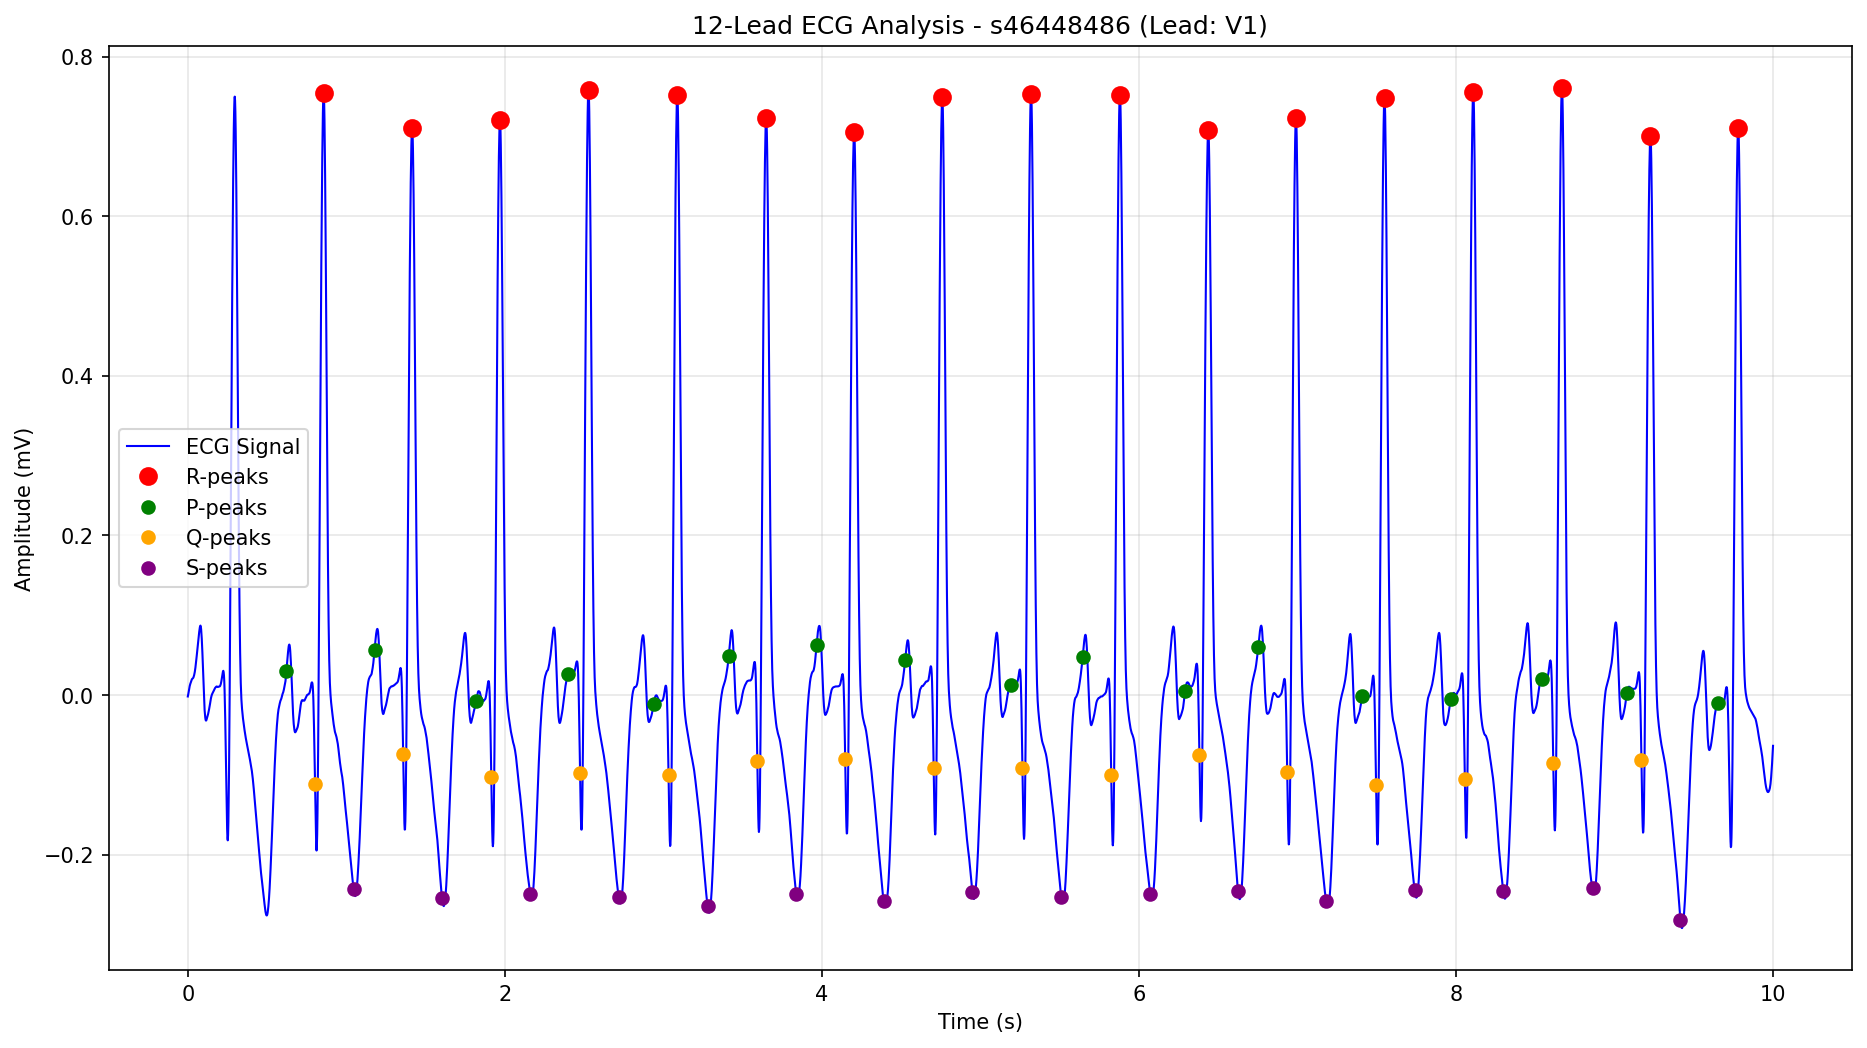 12-Lead ECG Analysis - s46448486 (Lead: V1)
Amplitude (mV)
0.8
0.6
0.4
0.2
0.0
−0.2
ECG Signal
R-peaks
P-peaks
Q-peaks
S-peaks
0 2 4 6 8 10
Time (s)